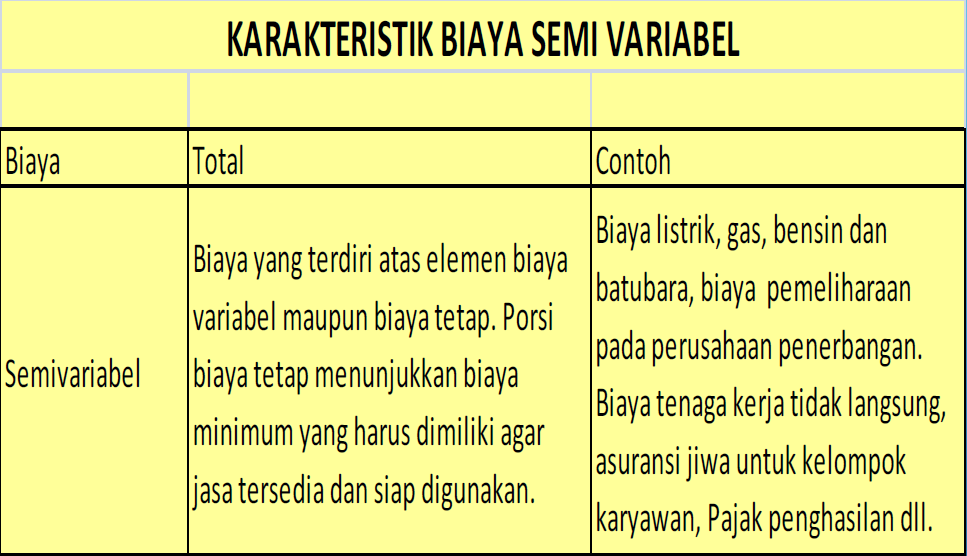 KARAKTERISTIK BIAYA SEMI VARIABEL
Biaya
Total
Contoh
Semivariabel
Biaya yang terdiri atas elemen biaya
variabel maupun biaya tetap. Porsi
biaya tetap menunjukkan biaya
minimum yang harus dimiliki agar
jasa tersedia dan siap digunakan.
Biaya listrik, gas, bensin dan
batubara, biaya pemeliharaan
pada perusahaan penerbangan.
Biaya tenaga kerja tidak langsung,
asuransi jiwa untuk kelompok
karyawan, Pajak penghasilan dll.